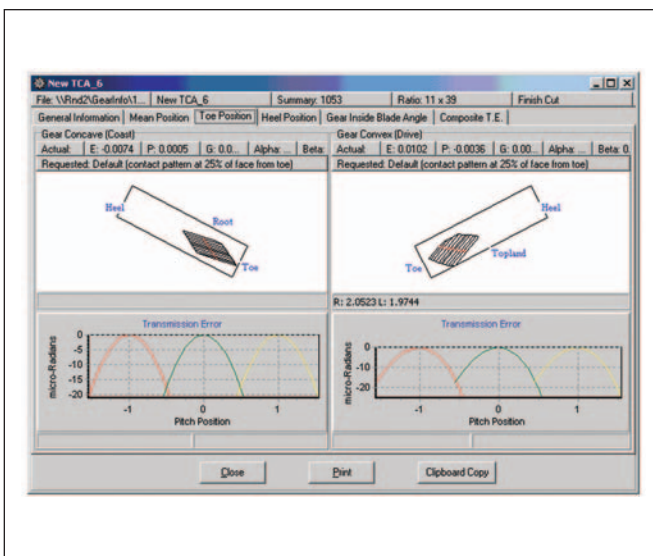 New TCA_6
File: \\Rnd2\GearInfo\1... New TCA_6 Summary: 1053 Ratio: 11 x 39 Finish Cut
General Information Mean Position Toe Position Heel Position Gear Inside Blade Angle Composite T.E.
Gear Concave (Coast)
Actual: E: -0.0074 P: 0.0005 G: 0.0... Alpha: ... Beta:
Requested: Default (contact pattern at 25% of face from toe)
Heel
Root
Toe
Transmission Error
micro-Radians
0
-5
-10
-15
-20
-1 0 1
Pitch Position
Gear Convex (Drive)
Actual: E: 0.0102 P: -0.0036 G: 0.00... Alpha: ... Beta: 0.
Requested: Default (contact pattern at 25% of face from toe)
Heel
Topland
Toe
R: 2.0523 L: 1.9744
Transmission Error
micro-Radians
0
-10
-20
-1 0 1
Pitch Position
Close Print Clipboard Copy